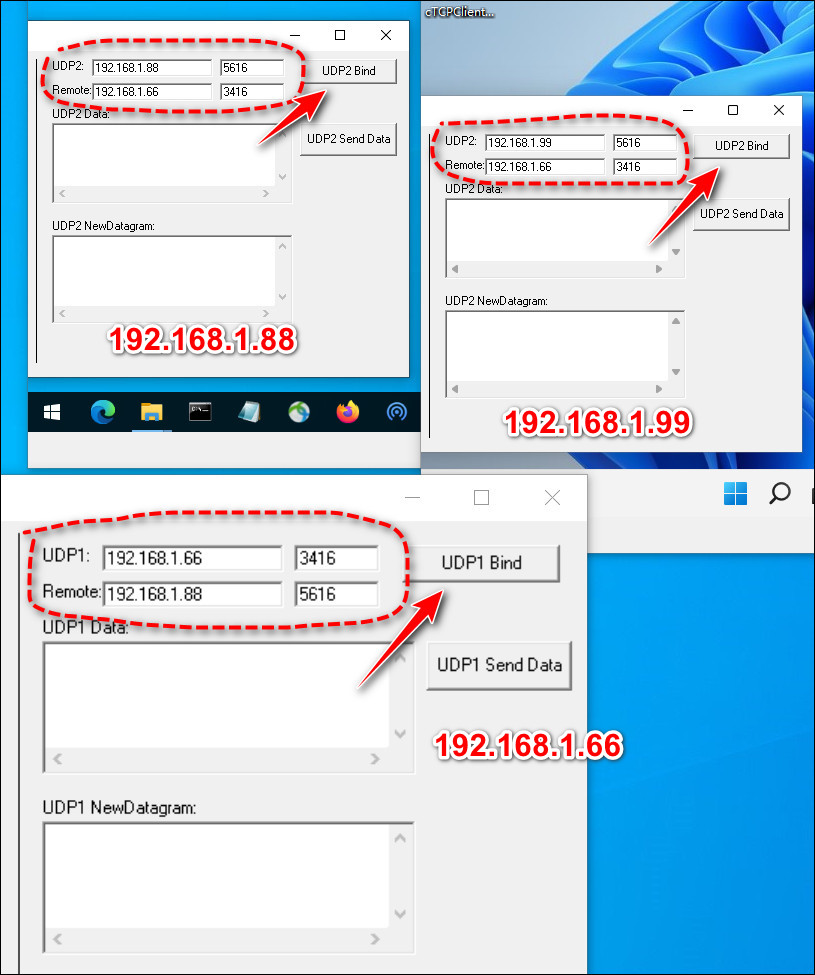 cTCPClient...
UDP2: 192.168.1.88 5616 UDP2 Bind
Remote: 192.168.1.66 3416
UDP2 Data:
UDP2 Send Data
UDP2 NewDatagram:
192.168.1.88
UDP2: 192.168.1.99 5616 UDP2 Bind
Remote: 192.168.1.66 3416
UDP2 Data:
UDP2 Send Data
UDP2 NewDatagram:
192.168.1.99
UDP1: 192.168.1.66 3416 UDP1 Bind
Remote: 192.168.1.88 5616
UDP1 Data:
UDP1 Send Data
192.168.1.66
UDP1 NewDatagram: